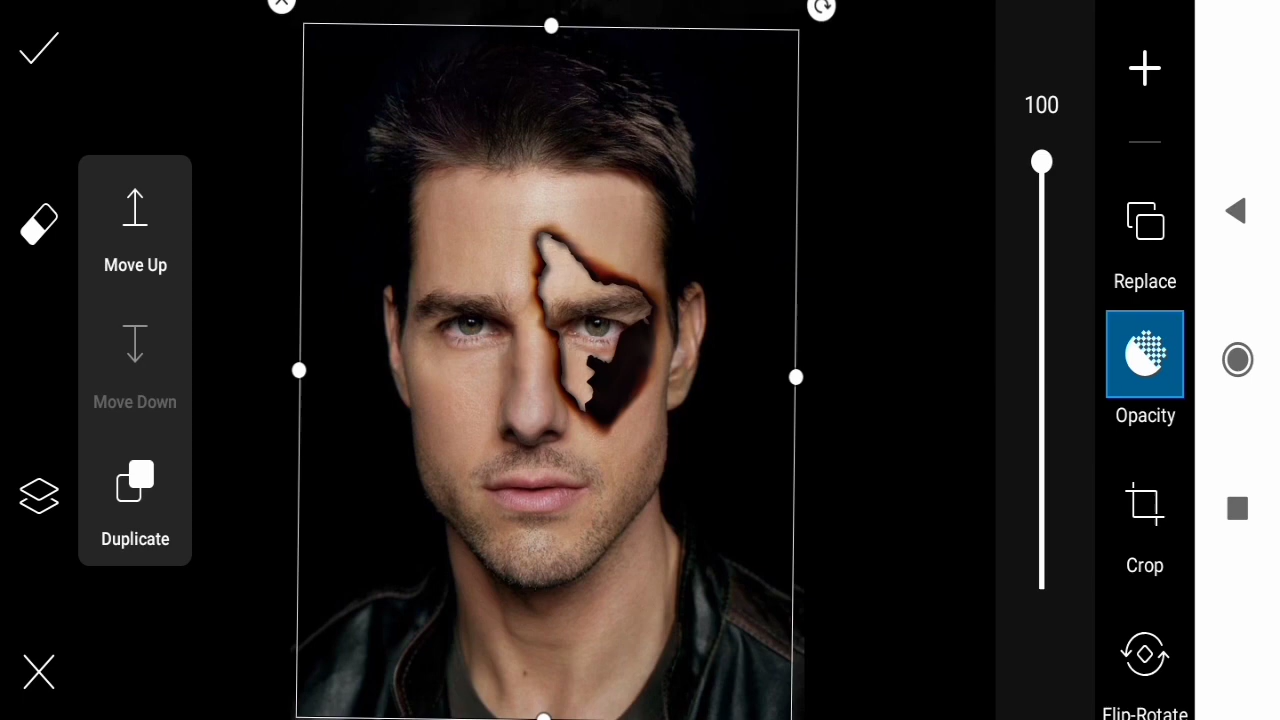 Move Up
Move Down
Duplicate
100
Replace
Opacity
Crop
Flip-Rotate